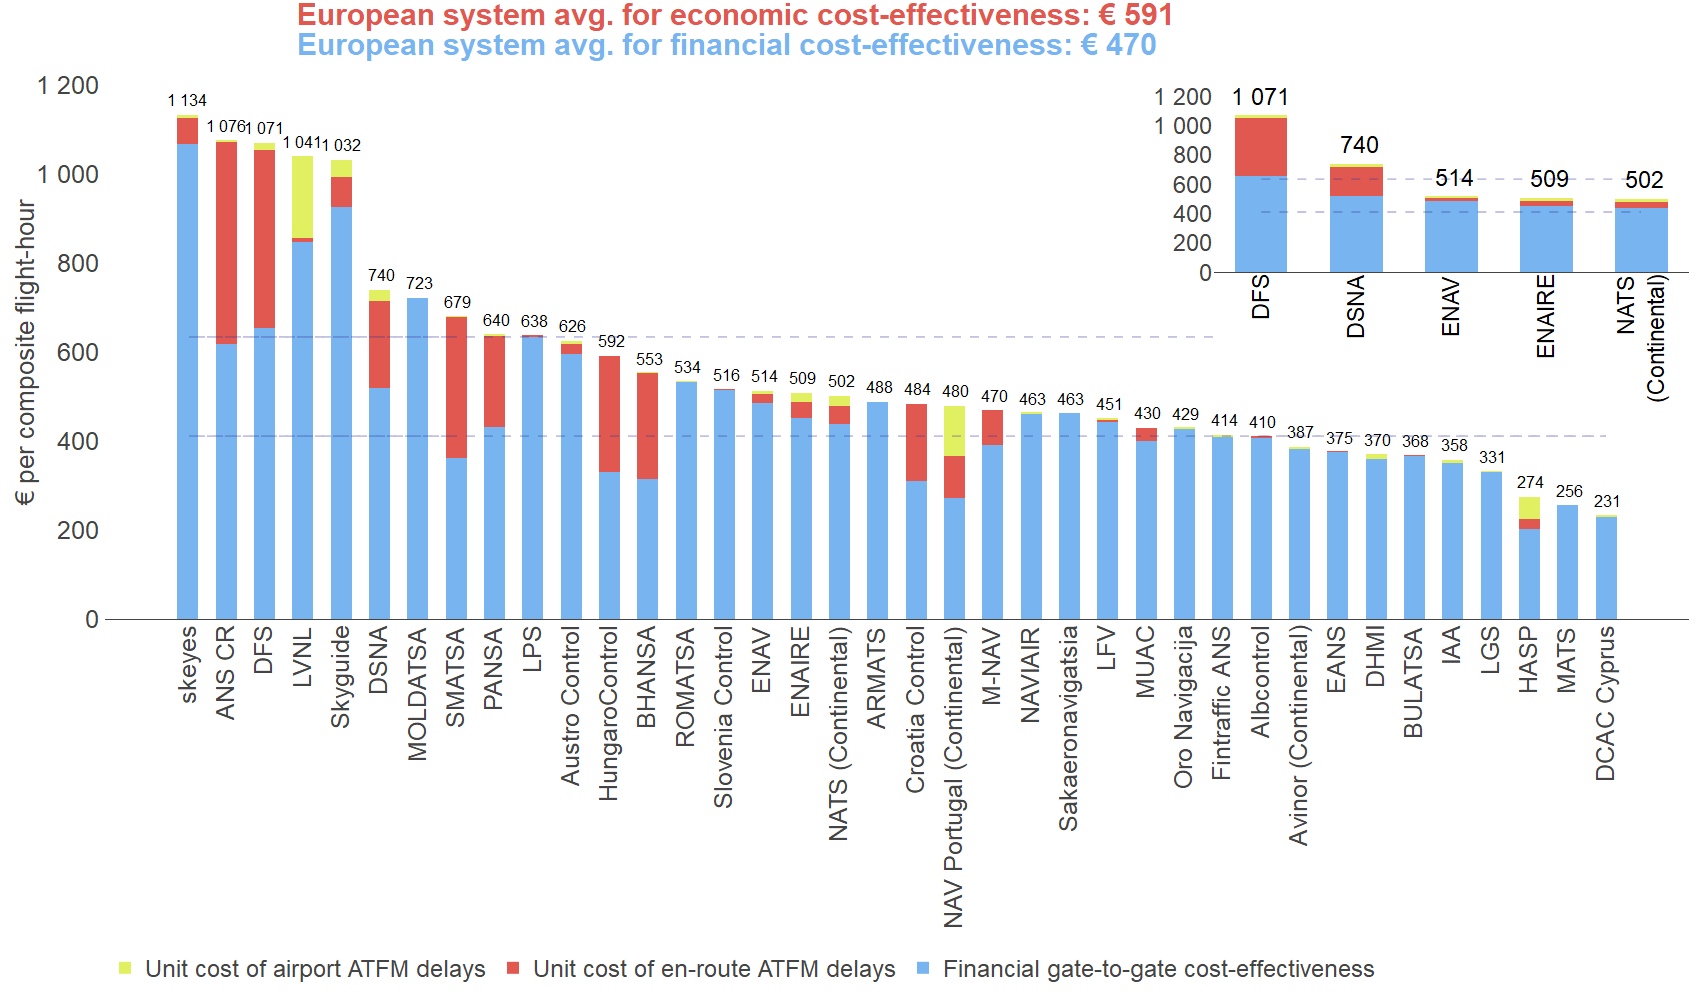 European system avg. for economic cost-effectiveness: € 591
European system avg. for financial cost-effectiveness: € 470
€ per composite flight-hour
1 200
1 000
800
600
400
200
0
1 134
1 076
1 071
1 041
1 032
740
723
679
640
638
626
592
553
534
516
514
509
502
488
484
480
470
463
463
451
430
429
414
410
387
375
370
368
358
331
274
256
231
skeyes
ANS CR
DFS
LVNL
Skyguide
DSNA
MOLDATSA
SMATSA
PANSA
LPS
Austro Control
HungaroControl
BHANSA
ROMATSA
Slovenia Control
ENAV
ENAIRE
NATS (Continental)
ARMATS
Croatia Control
NAV Portugal (Continental)
M-NAV
NAVIAIR
Sakaeronavigatsia
LFV
MUAC
Oro Navigacija
Fintraffic ANS
Albcontrol
Avinor (Continental)
EANS
DHMI
BULATSA
IAA
LGS
HASP
MATS
DCAC Cyprus
1 200
1 000
800
600
400
200
0
1 071
740
514
509
502
DFS
DSNA
ENAV
ENAIRE
NATS
(Continental)
Unit cost of airport ATFM delays
Unit cost of en-route ATFM delays
Financial gate-to-gate cost-effectiveness